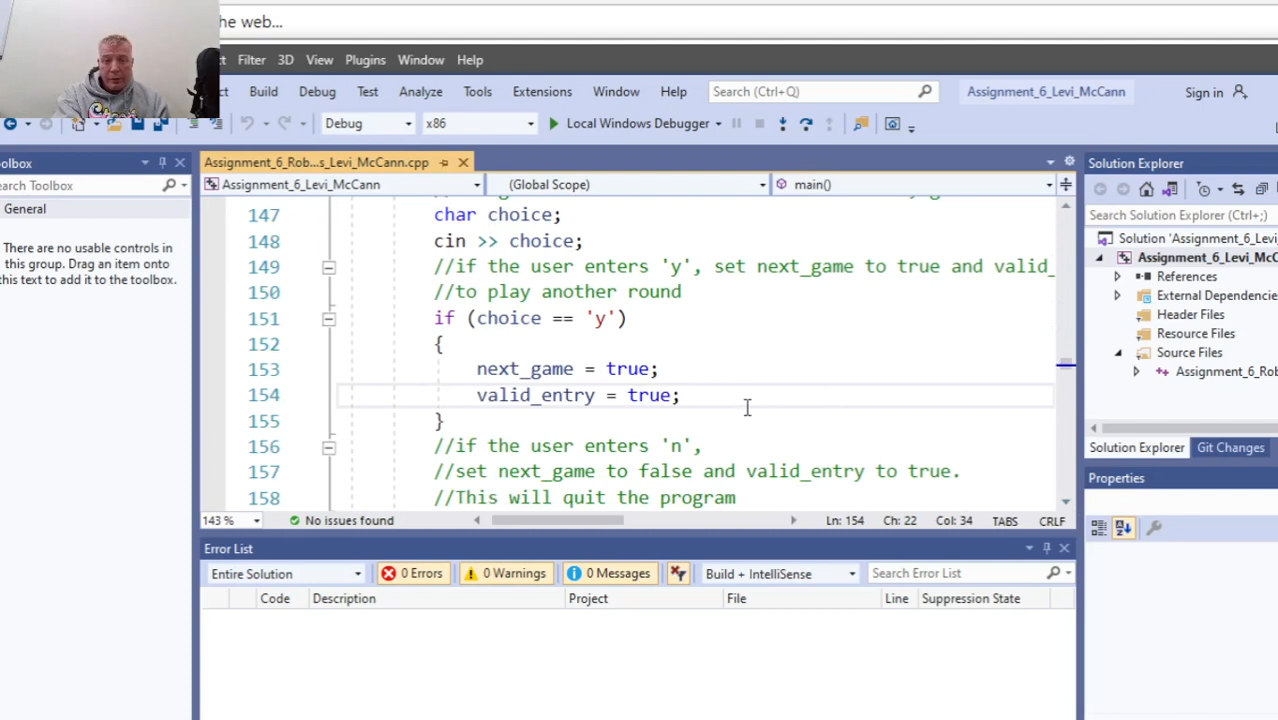 he web...
Filter 3D View Plugins Window Help
Build Debug Test Analyze Tools Extensions Window Help Search (Ctrl+Q) Assignment_6_Levi_McCann Sign in
Debug x86 Local Windows Debugger
oolbox
Assignment_6_Rob...s_Levi_McCann.cpp
Solution Explorer
earch Toolbox
Assignment_6_Levi_McCann (Global Scope) main()
General
There are no usable controls in
this group. Drag an item onto
this text to add it to the toolbox.
147 char choice;
148 cin >> choice;
149 //if the user enters 'y', set next_game to true and valid_
150 //to play another round
151 if (choice == 'y')
152 {
153 next_game = true;
154 valid_entry = true;
155 }
156 //if the user enters 'n',
157 //set next_game to false and valid_entry to true.
158 //This will quit the program
Search Solution Explorer (Ctrl+;)
Solution 'Assignment_6_Levi_
Assignment_6_Levi_McC
References
External Dependencie
Header Files
Resource Files
Source Files
Assignment_6_Rob
Solution Explorer Git Changes
Properties
143 % No issues found Ln: 154 Ch: 22 Col: 34 TABS CRLF
Error List
Entire Solution 0 Errors 0 Warnings 0 Messages Build + IntelliSense Search Error List
Code Description Project File Line Suppression State